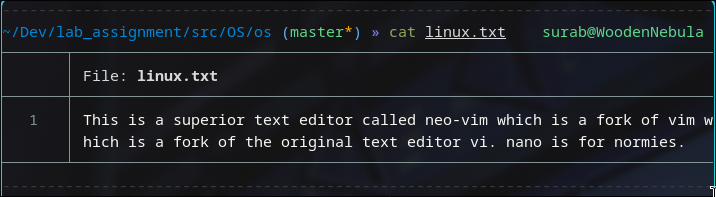 ~/Dev/lab_assignment/src/OS/os (master*) » cat linux.txt surab@WoodenNebula
File: linux.txt
1 This is a superior text editor called neo-vim which is a fork of vim w
hich is a fork of the original text editor vi. nano is for normies.